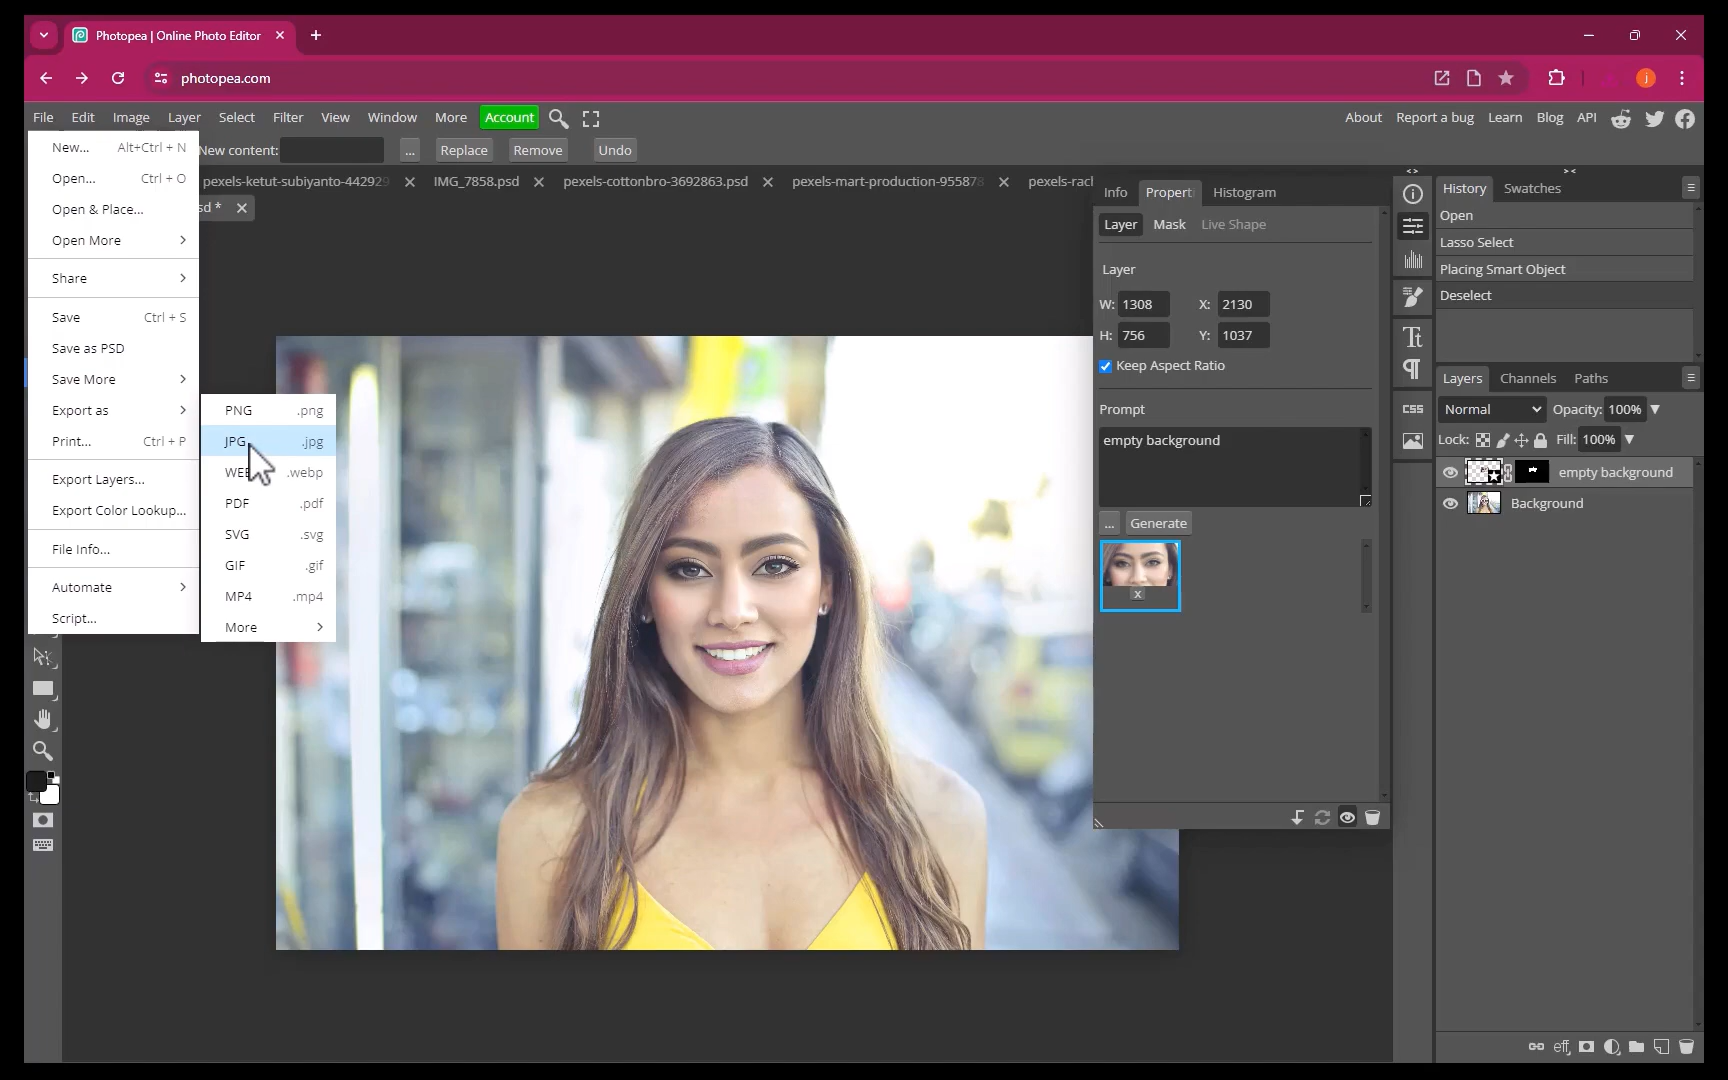 Photopea | Online Photo Editor
photopea.com
j
File Edit Image Layer Select Filter View Window More Account
About Report a bug Learn Blog API
New content: ... Replace Remove Undo
pexels-ketut-subiyanto-442929 IMG_7858.psd pexels-cottonbro-3692863.psd pexels-mart-production-955878 pexels-racl
sd *
New... Alt+Ctrl + N
Open... Ctrl + O
Open & Place...
Open More
Share
Save Ctrl + S
Save as PSD
Save More
Export as
Print... Ctrl + P
Export Layers...
Export Color Lookup...
File Info...
Automate
Script...
PNG .png
JPG .jpg
.webp
PDF .pdf
SVG .svg
GIF .gif
MP4 .mp4
More
Info Properti Histogram
Layer Mask Live Shape
Layer
W: 1308 X: 2130
H: 756 Y: 1037
Keep Aspect Ratio
Prompt
empty background
... Generate
x
CSS
History Swatches
Open
Lasso Select
Placing Smart Object
Deselect
Layers Channels Paths
Normal Opacity: 100%
Lock: Fill: 100%
empty background
Background
eff